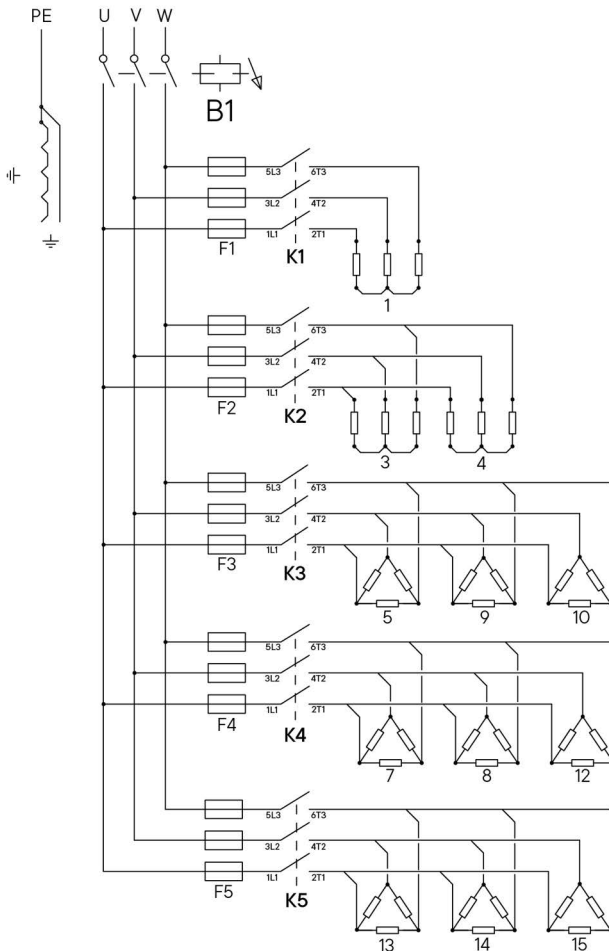 PE U V W
B1
5L3 6T3
3L2 4T2
1L1 2T1
F1 K1
1
5L3 6T3
3L2 4T2
1L1 2T1
F2 K2
3 4
5L3 6T3
3L2 4T2
1L1 2T1
F3 K3
5 9 10
5L3 6T3
3L2 4T2
1L1 2T1
F4 K4
7 8 12
5L3 6T3
3L2 4T2
1L1 2T1
F5 K5
13 14 15